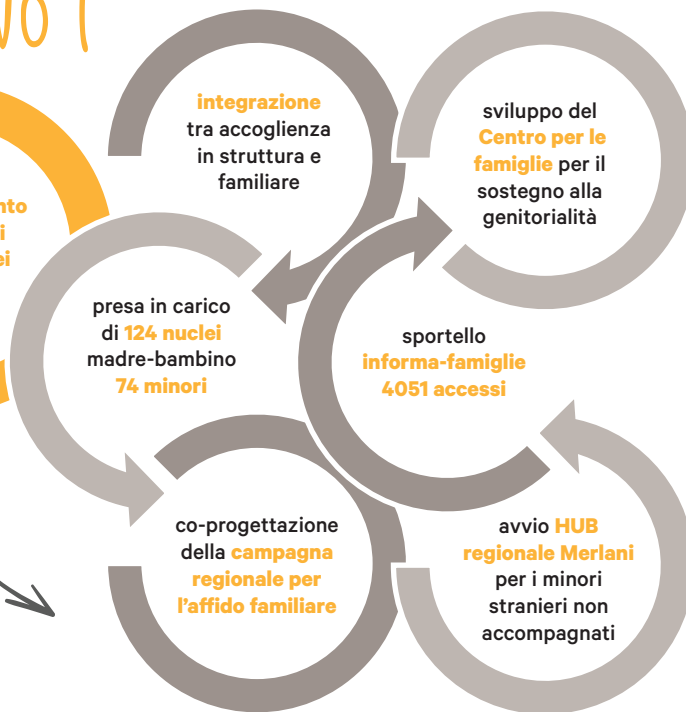 integrazione
tra accoglienza
in struttura e
familiare
sviluppo del
Centro per le
famiglie per il
sostegno alla
genitorialità
presa in carico
di 124 nuclei
madre-bambino
74 minori
sportello
informa-famiglie
4051 accessi
co-progettazione
della campagna
regionale per
l'affido familiare
avvio HUB
regionale Merlani
per i minori
stranieri non
accompagnati